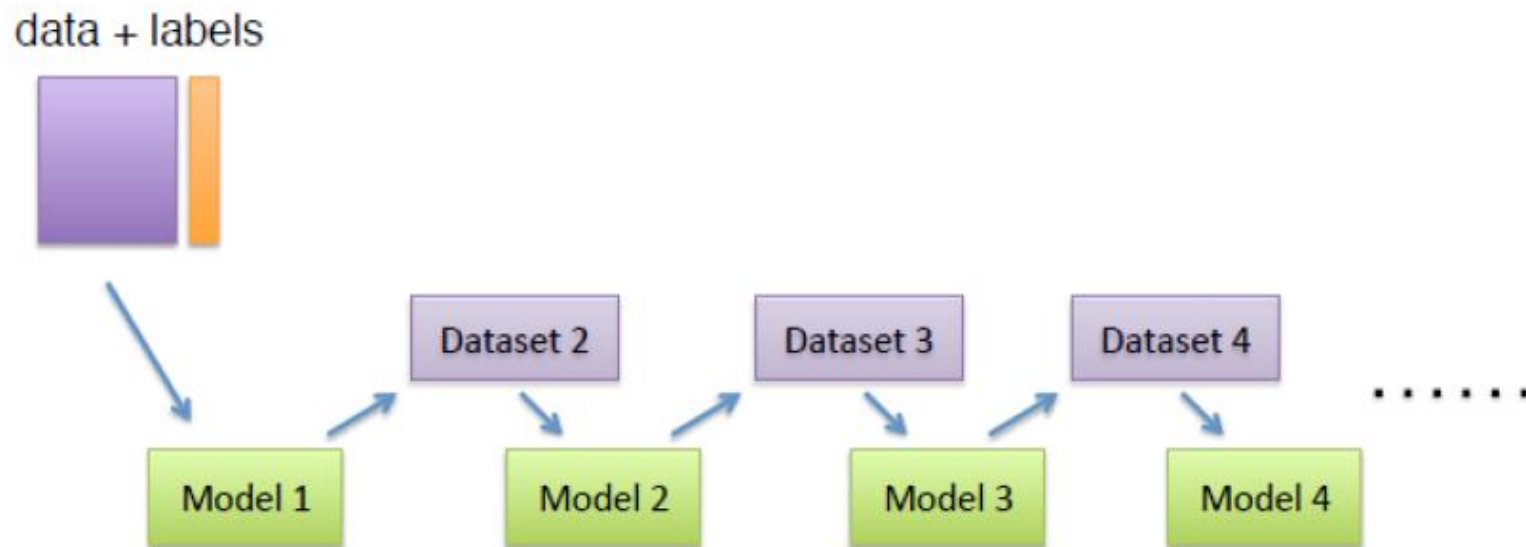 data + labels
Dataset 2
Dataset 3
Dataset 4
......
Model 1
Model 2
Model 3
Model 4